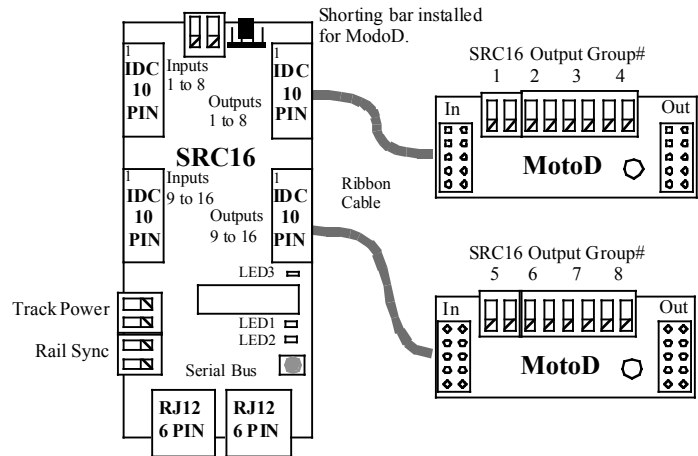 Shorting bar installed
for ModoD.
1
IDC
10
PIN
Inputs
1 to 8
Outputs
1 to 8
1
IDC
10
PIN
SRC16
1
IDC
10
PIN
Inputs
9 to 16
Outputs
9 to 16
1
IDC
10
PIN
LED3
LED1
LED2
Track Power
Rail Sync
Serial Bus
RJ12
6 PIN
RJ12
6 PIN
Ribbon
Cable
SRC16 Output Group#
1 2 3 4
In
Out
MotoD
SRC16 Output Group#
5 6 7 8
In
Out
MotoD